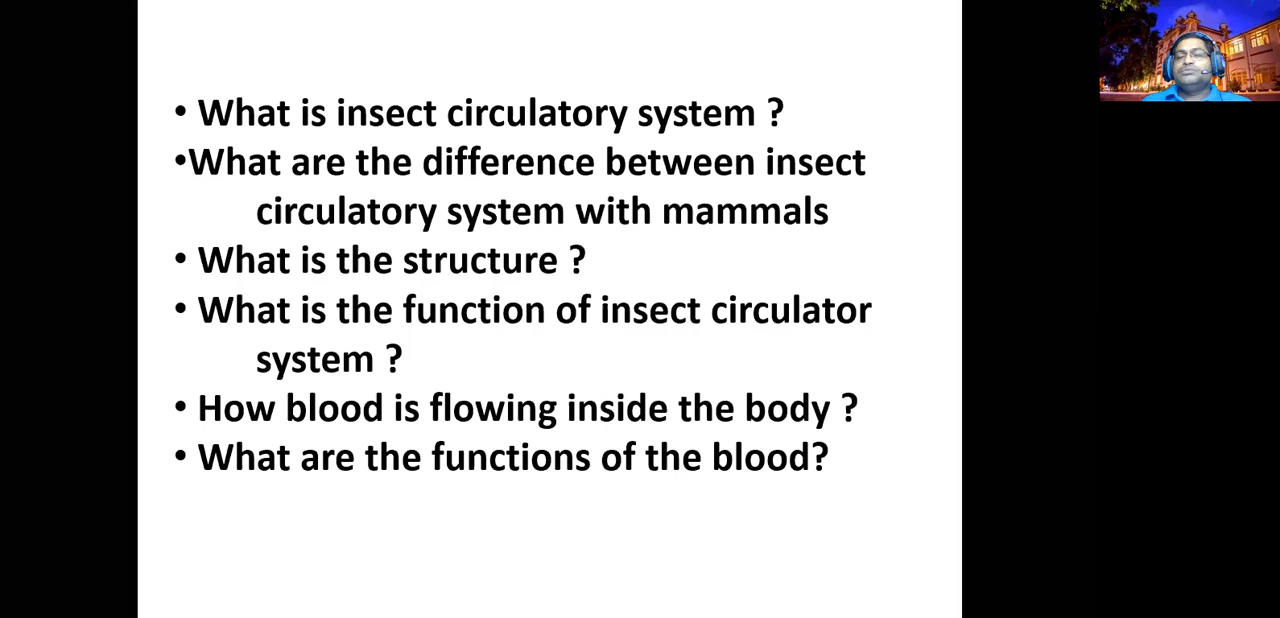 • What is insect circulatory system ?
•What are the difference between insect
circulatory system with mammals
• What is the structure ?
• What is the function of insect circulator
system ?
• How blood is flowing inside the body ?
• What are the functions of the blood?